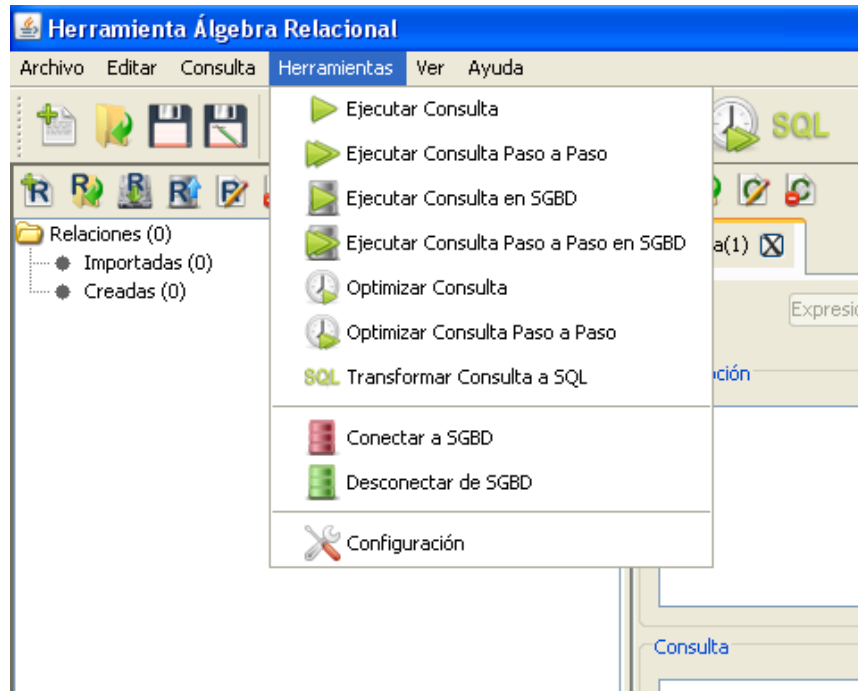 Herramienta Álgebra Relacional
Archivo Editar Consulta Herramientas Ver Ayuda
SQL
Relaciones (0)
Importadas (0)
Creadas (0)
Ejecutar Consulta
Ejecutar Consulta Paso a Paso
Ejecutar Consulta en SGBD
Ejecutar Consulta Paso a Paso en SGBD
Optimizar Consulta
Optimizar Consulta Paso a Paso
SQL Transformar Consulta a SQL
Conectar a SGBD
Desconectar de SGBD
Configuración
a(1)
Expresio
pción
Consulta